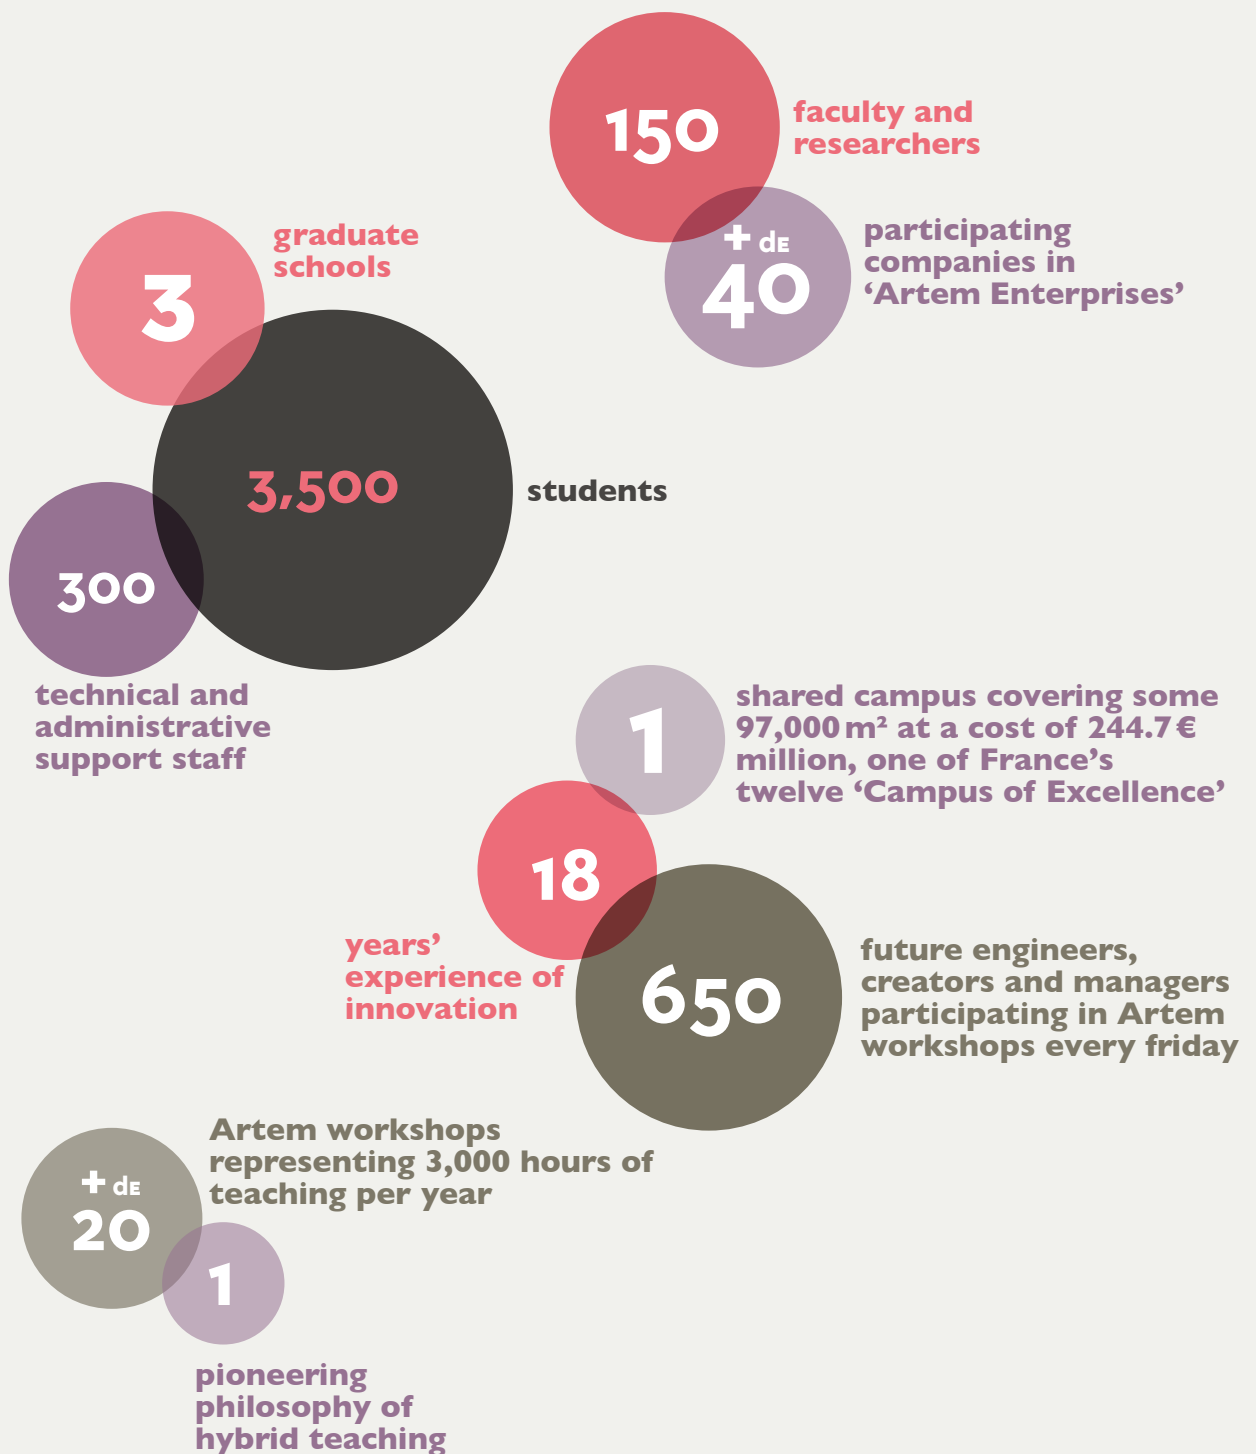 150
faculty and
researchers
+ de
40
participating
companies in
‘Artem Enterprises’
3
graduate
schools
3,500
students
300
technical and
administrative
support staff
1
shared campus covering some
97,000 m² at a cost of 244.7 €
million, one of France’s
twelve ‘Campus of Excellence’
18
years’
experience of
innovation
650
future engineers,
creators and managers
participating in Artem
workshops every friday
+ de
20
Artem workshops
representing 3,000 hours of
teaching per year
1
pioneering
philosophy of
hybrid teaching